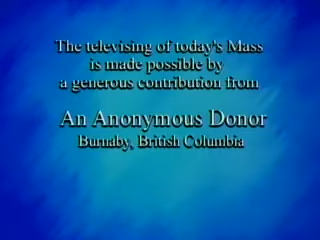 The televising of today's Mass
is made possible by
a generous contribution from
An Anonymous Donor
Burnaby, British Columbia